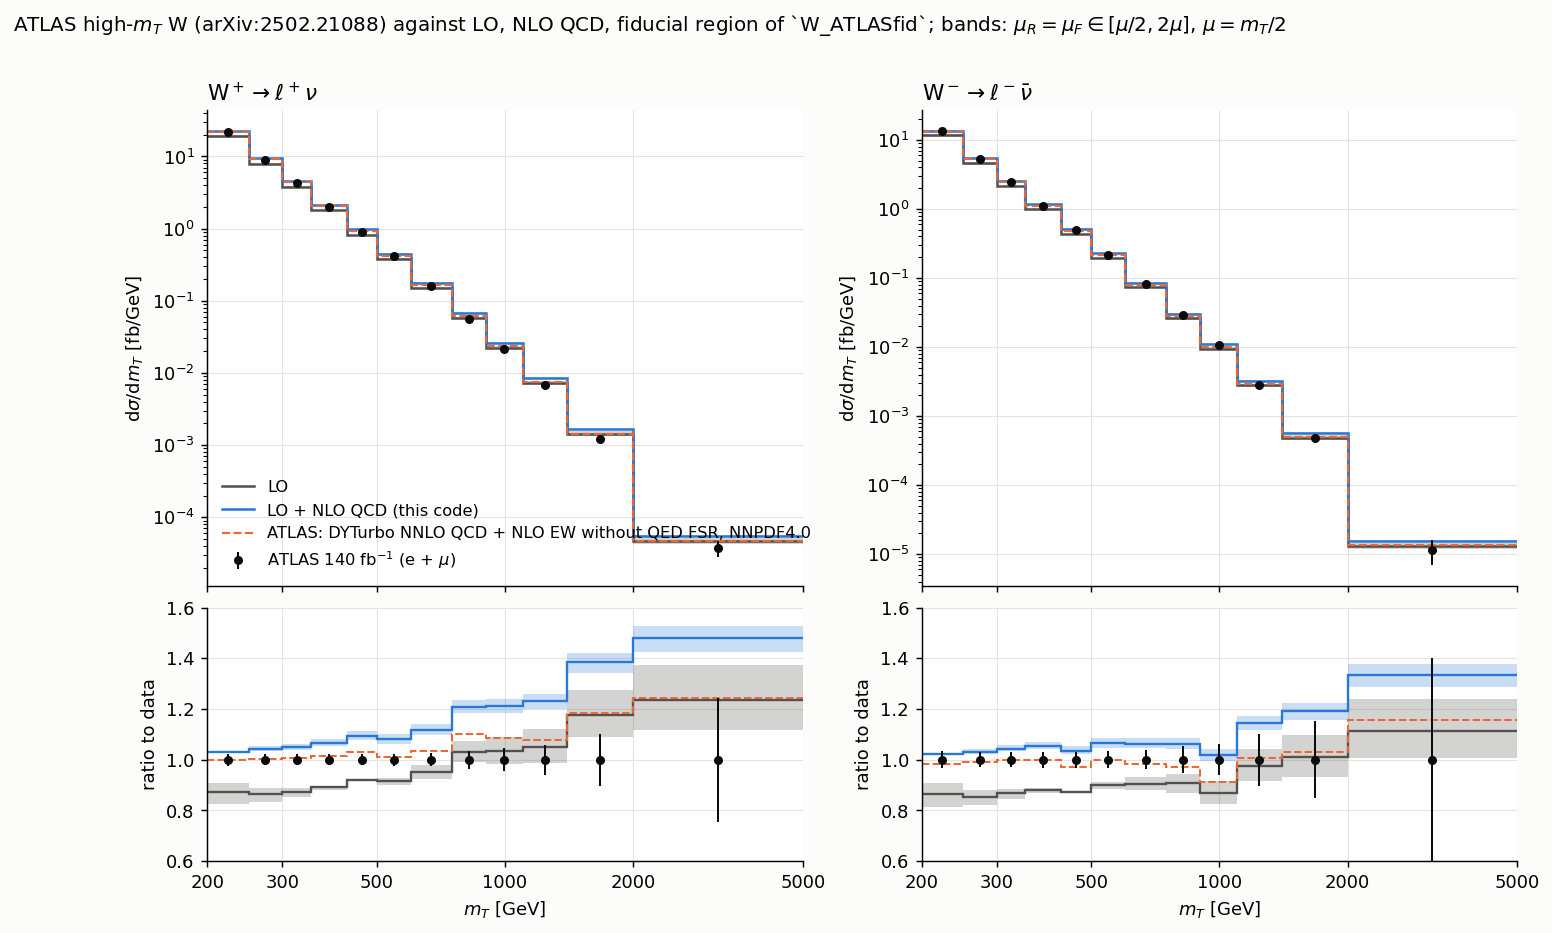 ATLAS high-m_T W (arXiv:2502.21088) against LO, NLO QCD, fiducial region of `W_ATLASfid`; bands: μ_R = μ_F ∈ [μ/2, 2μ], μ = m_T/2
W⁺ → ℓ⁺ ν
10¹
10⁰
10⁻¹
10⁻²
10⁻³
10⁻⁴
dσ/dm_T [fb/GeV]
LO
LO + NLO QCD (this code)
ATLAS: DYTurbo NNLO QCD + NLO EW without QED FSR, NNPDF4.0
ATLAS 140 fb⁻¹ (e + μ)
W⁻ → ℓ⁻ ν̄
10¹
10⁰
10⁻¹
10⁻²
10⁻³
10⁻⁴
10⁻⁵
dσ/dm_T [fb/GeV]
1.6
1.4
1.2
1.0
0.8
0.6
ratio to data
200 300 500 1000 2000 5000
m_T [GeV]
1.6
1.4
1.2
1.0
0.8
0.6
ratio to data
200 300 500 1000 2000 5000
m_T [GeV]